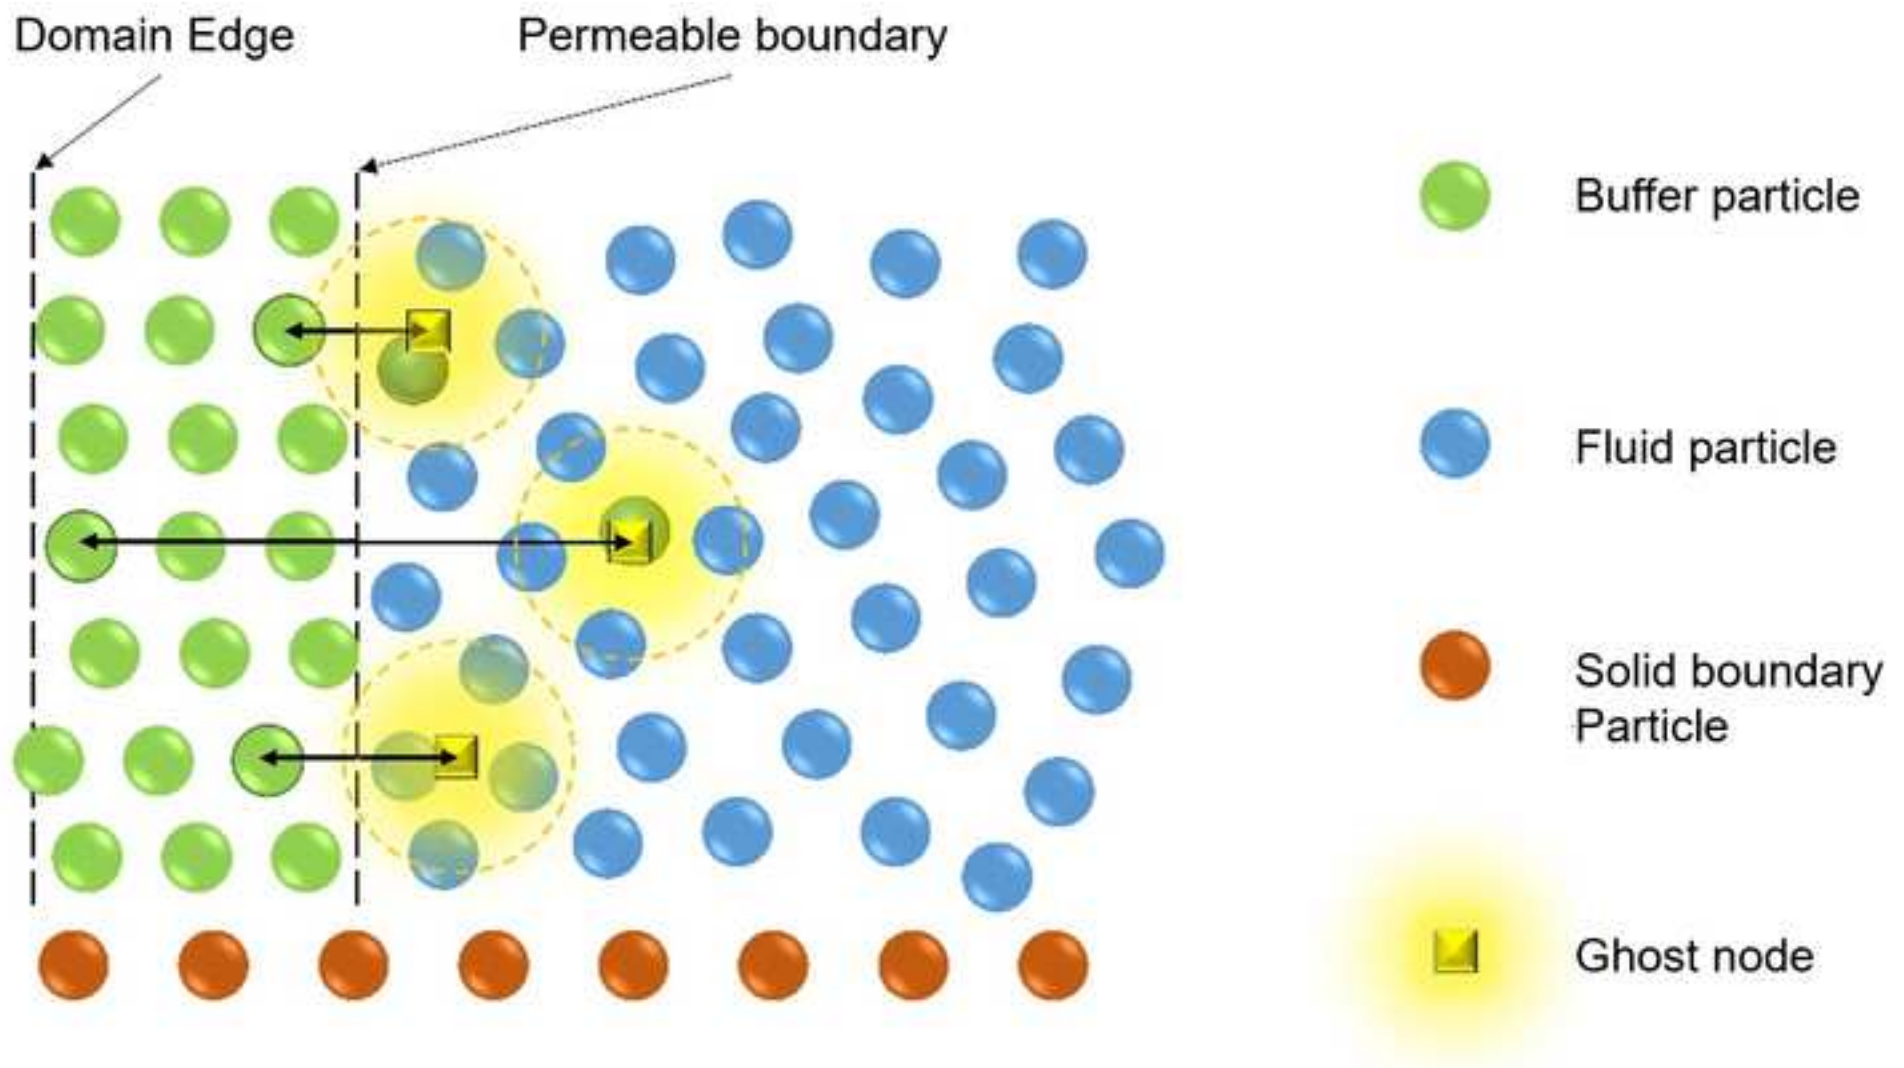 Domain Edge
Permeable boundary
Buffer particle
Fluid particle
Solid boundary
Particle
Ghost node